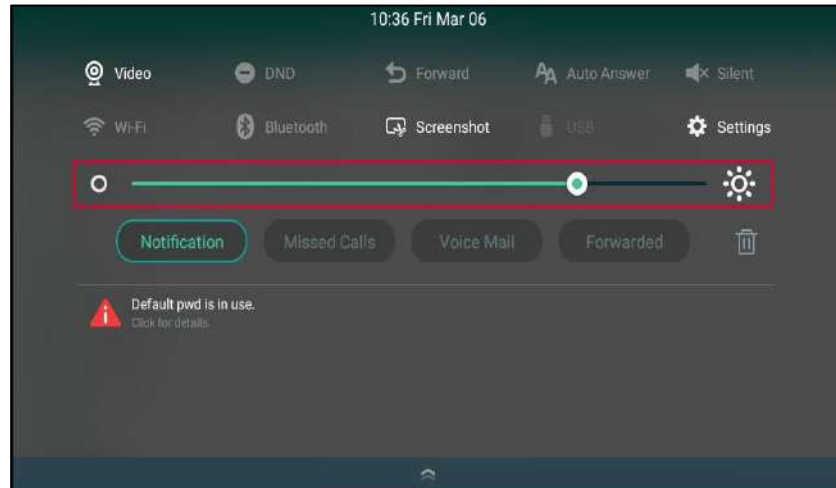 10:36 Fri Mar 06
Video DND Forward Auto Answer Silent
Wi-Fi Bluetooth Screenshot USB Settings
Notification Missed Calls Voice Mail Forwarded
Default pwd is in use.
Click for details.